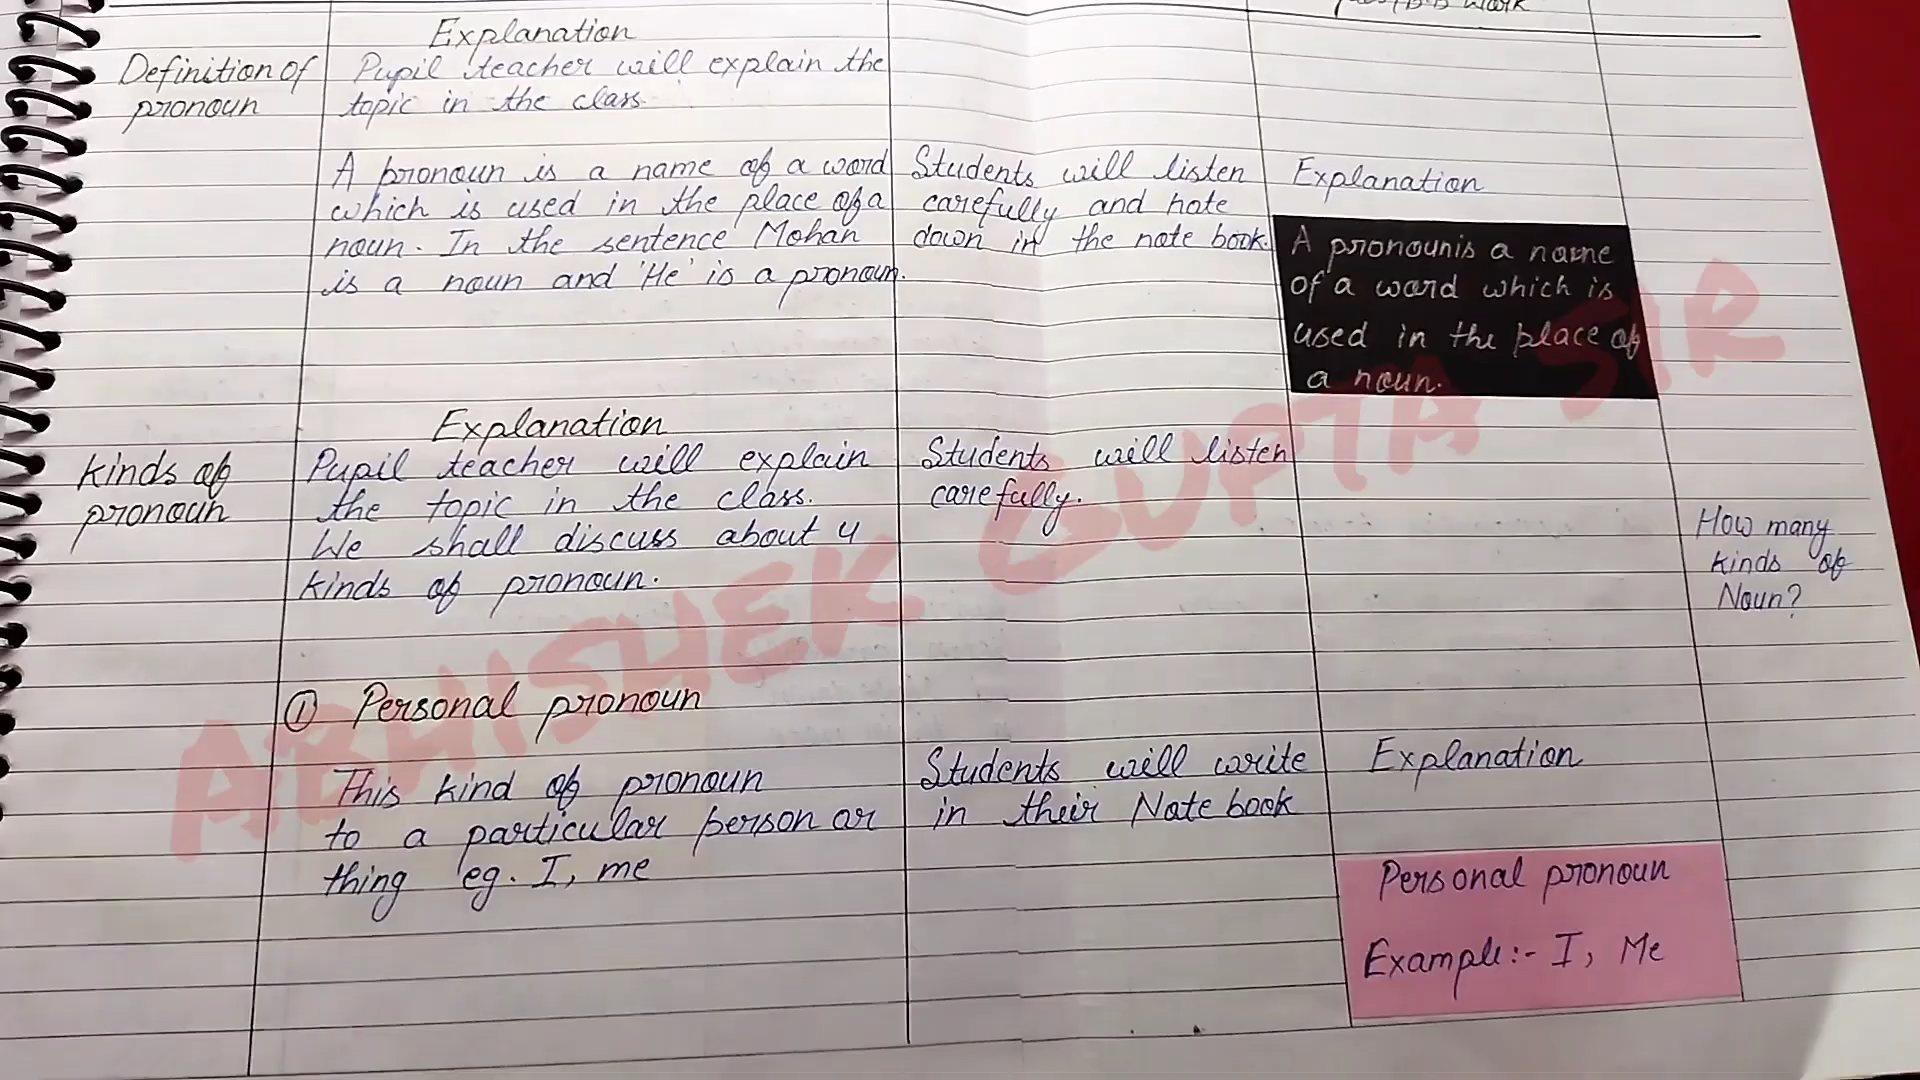 Explanation
Definition of
pronoun
Pupil teacher will explain the
topic in the class.
A pronoun is a name of a word
which is used in the place of a
noun. In the sentence Mohan
is a noun and 'He' is a pronoun.
Students will listen
carefully and note
down in the note book.
Explanation
A pronounis a name
of a word which is
used in the place of
a noun.
Explanation
Kinds of
pronoun
Pupil teacher will explain
the topic in the class.
We shall discuss about 4
kinds of pronoun.
Students will listen
carefully.
How many
kinds of
Noun?
① Personal pronoun
This kind of pronoun
to a particular person or
thing eg. I, me
Students will write
in their Note book
Explanation
Personal pronoun
Example:- I, Me
ABHISHEK GUPTA SIR